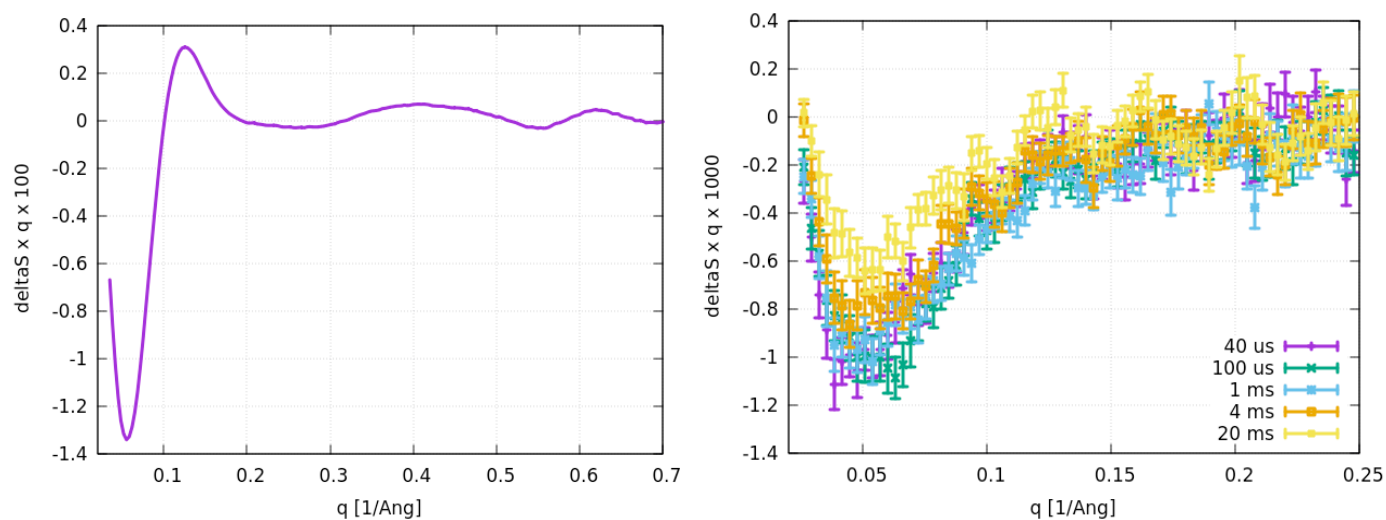 0.4
0.2
0
-0.2
-0.4
-0.6
-0.8
-1
-1.2
-1.4
deltaS x q x 100
0.1 0.2 0.3 0.4 0.5 0.6 0.7
q [1/Ang]
0.4
0.2
0
-0.2
-0.4
-0.6
-0.8
-1
-1.2
-1.4
deltaS x q x 1000
40 us
100 us
1 ms
4 ms
20 ms
0.05 0.1 0.15 0.2 0.25
q [1/Ang]